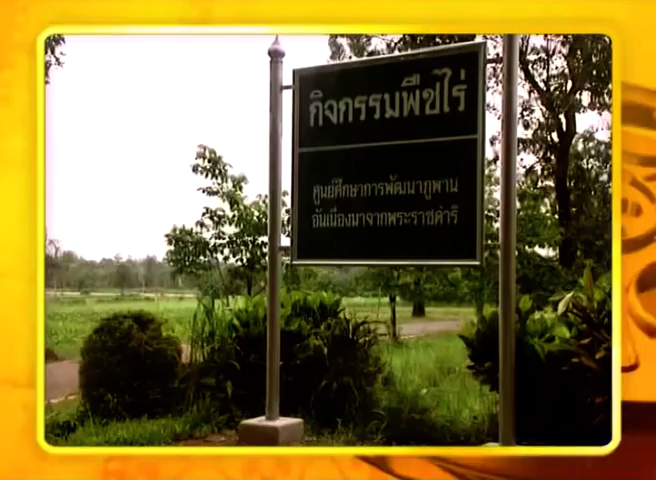 กิจกรรมพืชไร่
ศูนย์ศึกษาการพัฒนาภูพาน
อันเนื่องมาจากพระราชดำริ